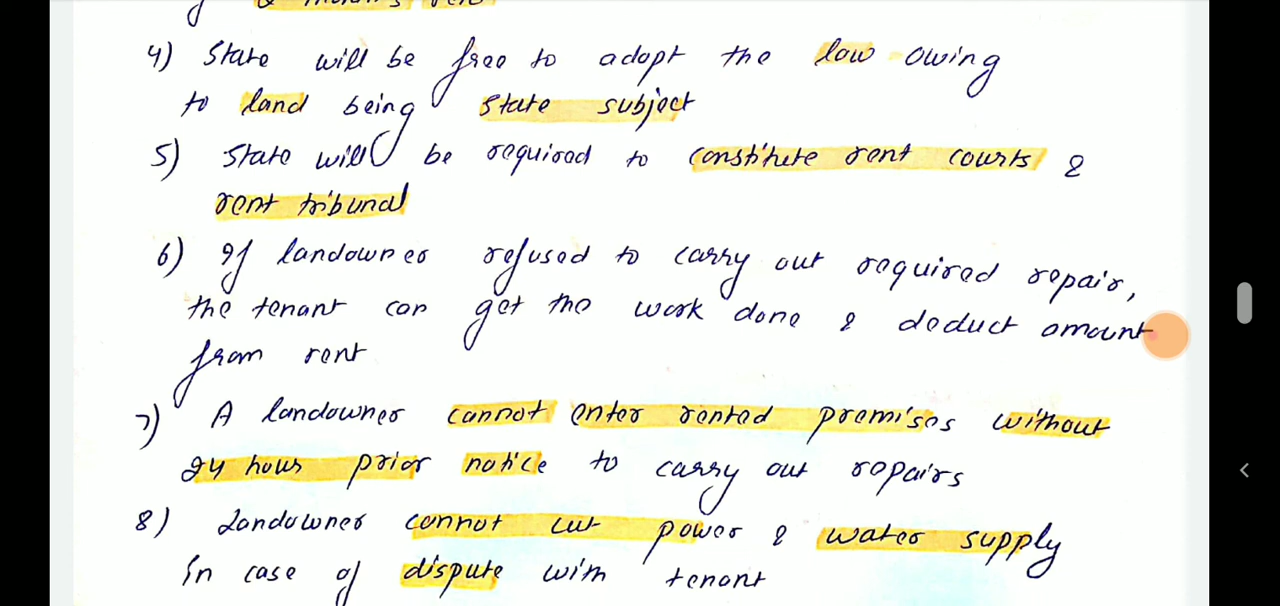 4) State will be free to adopt the law owing
to land being state subject
5) State will be required to constitute rent courts &
rent tribunal
6) If landowner refused to carry out required repair,
the tenant can get the work done & deduct amount
from rent
7) A landowner cannot enter rented premises without
24 hour prior notice to carry out repairs
8) Landowner cannot cut power & water supply
in case of dispute with tenant